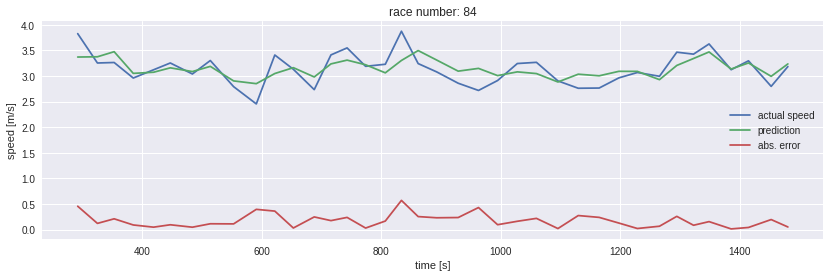 race number: 84
4.0
3.5
3.0
2.5
2.0
1.5
1.0
0.5
0.0
speed [m/s]
actual speed
prediction
abs. error
400 600 800 1000 1200 1400
time [s]